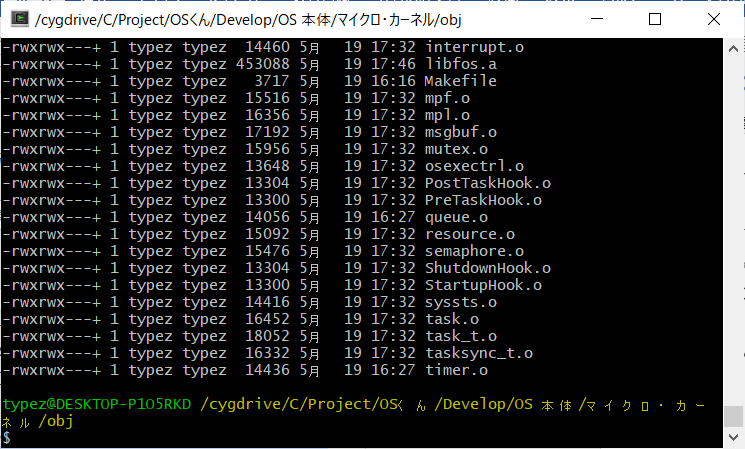 /cygdrive/C/Project/OSくん/Develop/OS 本体/マイクロ・カーネル/obj
-rwxrwx---+ 1 typez typez  14460 5月   19 17:32 interrupt.o
-rwxrwx---+ 1 typez typez 453088 5月   19 17:46 libfos.a
-rwxrwx---+ 1 typez typez   3717 5月   19 16:16 Makefile
-rwxrwx---+ 1 typez typez  15516 5月   19 17:32 mpf.o
-rwxrwx---+ 1 typez typez  16356 5月   19 17:32 mpl.o
-rwxrwx---+ 1 typez typez  17192 5月   19 17:32 msgbuf.o
-rwxrwx---+ 1 typez typez  15956 5月   19 17:32 mutex.o
-rwxrwx---+ 1 typez typez  13648 5月   19 17:32 osexectrl.o
-rwxrwx---+ 1 typez typez  13304 5月   19 17:32 PostTaskHook.o
-rwxrwx---+ 1 typez typez  13300 5月   19 17:32 PreTaskHook.o
-rwxrwx---+ 1 typez typez  14056 5月   19 16:27 queue.o
-rwxrwx---+ 1 typez typez  15092 5月   19 17:32 resource.o
-rwxrwx---+ 1 typez typez  15476 5月   19 17:32 semaphore.o
-rwxrwx---+ 1 typez typez  13304 5月   19 17:32 ShutdownHook.o
-rwxrwx---+ 1 typez typez  13300 5月   19 17:32 StartupHook.o
-rwxrwx---+ 1 typez typez  14416 5月   19 17:32 syssts.o
-rwxrwx---+ 1 typez typez  16452 5月   19 17:32 task.o
-rwxrwx---+ 1 typez typez  18052 5月   19 17:32 task_t.o
-rwxrwx---+ 1 typez typez  16332 5月   19 17:32 tasksync_t.o
-rwxrwx---+ 1 typez typez  14436 5月   19 16:27 timer.o
typez@DESKTOP-P1O5RKD /cygdrive/C/Project/OSくん/Develop/OS 本体/マイクロ・カー
ネル/obj
$